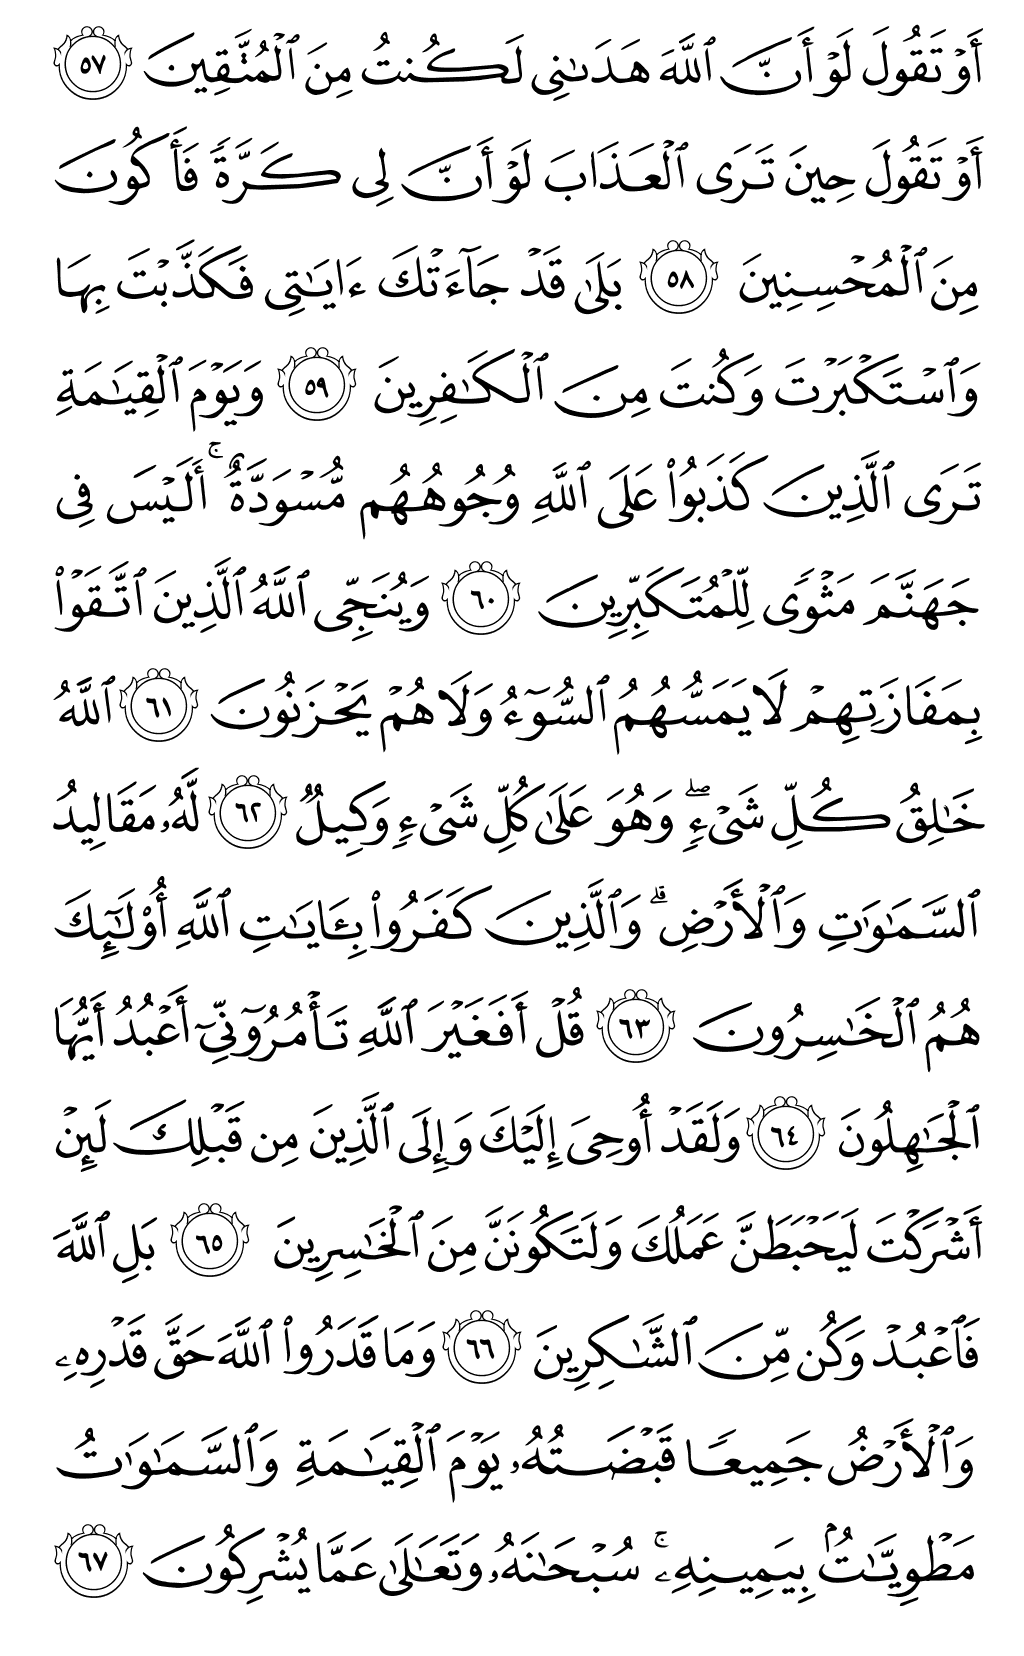 أَوْ تَقُولَ لَوْ أَنَّ ٱللَّهَ هَدَىٰنِى لَكُنتُ مِنَ ٱلْمُتَّقِينَ ٥٧
أَوْ تَقُولَ حِينَ تَرَى ٱلْعَذَابَ لَوْ أَنَّ لِى كَرَّةً فَأَكُونَ
مِنَ ٱلْمُحْسِنِينَ ٥٨ بَلَىٰ قَدْ جَآءَتْكَ ءَايَـٰتِى فَكَذَّبْتَ بِهَا
وَٱسْتَكْبَرْتَ وَكُنتَ مِنَ ٱلْكَـٰفِرِينَ ٥٩ وَيَوْمَ ٱلْقِيَـٰمَةِ
تَرَى ٱلَّذِينَ كَذَبُوا۟ عَلَى ٱللَّهِ وُجُوهُهُم مُّسْوَدَّةٌ ۚ أَلَيْسَ فِى
جَهَنَّمَ مَثْوًى لِّلْمُتَكَبِّرِينَ ٦٠ وَيُنَجِّى ٱللَّهُ ٱلَّذِينَ ٱتَّقَوْا۟
بِمَفَازَتِهِمْ لَا يَمَسُّهُمُ ٱلسُّوٓءُ وَلَا هُمْ يَحْزَنُونَ ٦١ ٱللَّهُ
خَـٰلِقُ كُلِّ شَىْءٍ ۖ وَهُوَ عَلَىٰ كُلِّ شَىْءٍ وَكِيلٌ ٦٢ لَّهُۥ مَقَالِيدُ
ٱلسَّمَـٰوَٰتِ وَٱلْأَرْضِ ۗ وَٱلَّذِينَ كَفَرُوا۟ بِـَٔايَـٰتِ ٱللَّهِ أُو۟لَـٰٓئِكَ
هُمُ ٱلْخَـٰسِرُونَ ٦٣ قُلْ أَفَغَيْرَ ٱللَّهِ تَأْمُرُوٓنِّىٓ أَعْبُدُ أَيُّهَا
ٱلْجَـٰهِلُونَ ٦٤ وَلَقَدْ أُوحِىَ إِلَيْكَ وَإِلَى ٱلَّذِينَ مِن قَبْلِكَ لَئِنْ
أَشْرَكْتَ لَيَحْبَطَنَّ عَمَلُكَ وَلَتَكُونَنَّ مِنَ ٱلْخَـٰسِرِينَ ٦٥ بَلِ ٱللَّهَ
فَٱعْبُدْ وَكُن مِّنَ ٱلشَّـٰكِرِينَ ٦٦ وَمَا قَدَرُوا۟ ٱللَّهَ حَقَّ قَدْرِهِۦ
وَٱلْأَرْضُ جَمِيعًا قَبْضَتُهُۥ يَوْمَ ٱلْقِيَـٰمَةِ وَٱلسَّمَـٰوَٰتُ
مَطْوِيَّـٰتٌۢ بِيَمِينِهِۦ ۚ سُبْحَـٰنَهُۥ وَتَعَـٰلَىٰ عَمَّا يُشْرِكُونَ ٦٧